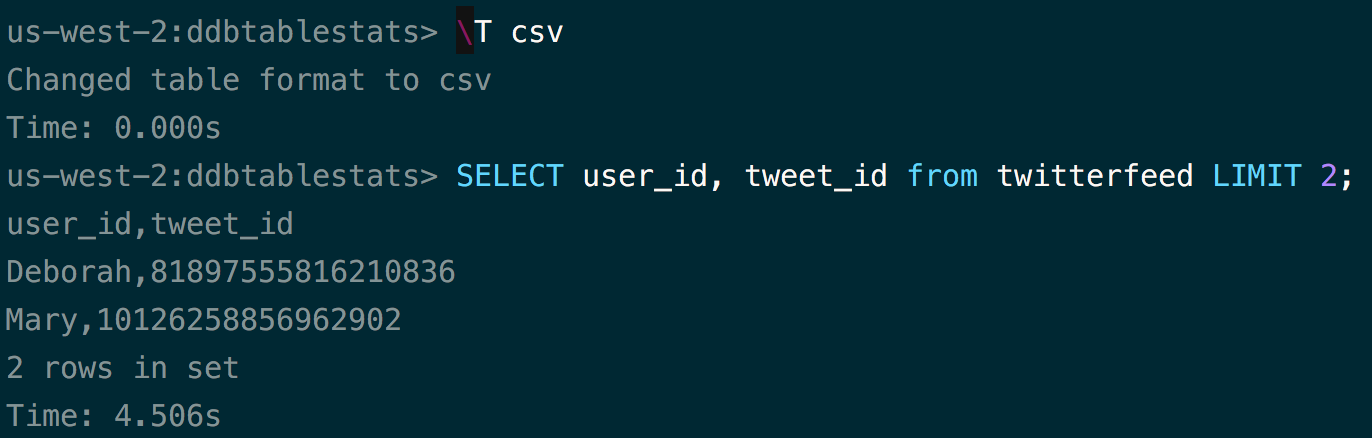 us-west-2:ddbtablestats> \T csv
Changed table format to csv
Time: 0.000s
us-west-2:ddbtablestats> SELECT user_id, tweet_id from twitterfeed LIMIT 2;
user_id,tweet_id
Deborah,81897555816210836
Mary,10126258856962902
2 rows in set
Time: 4.506s